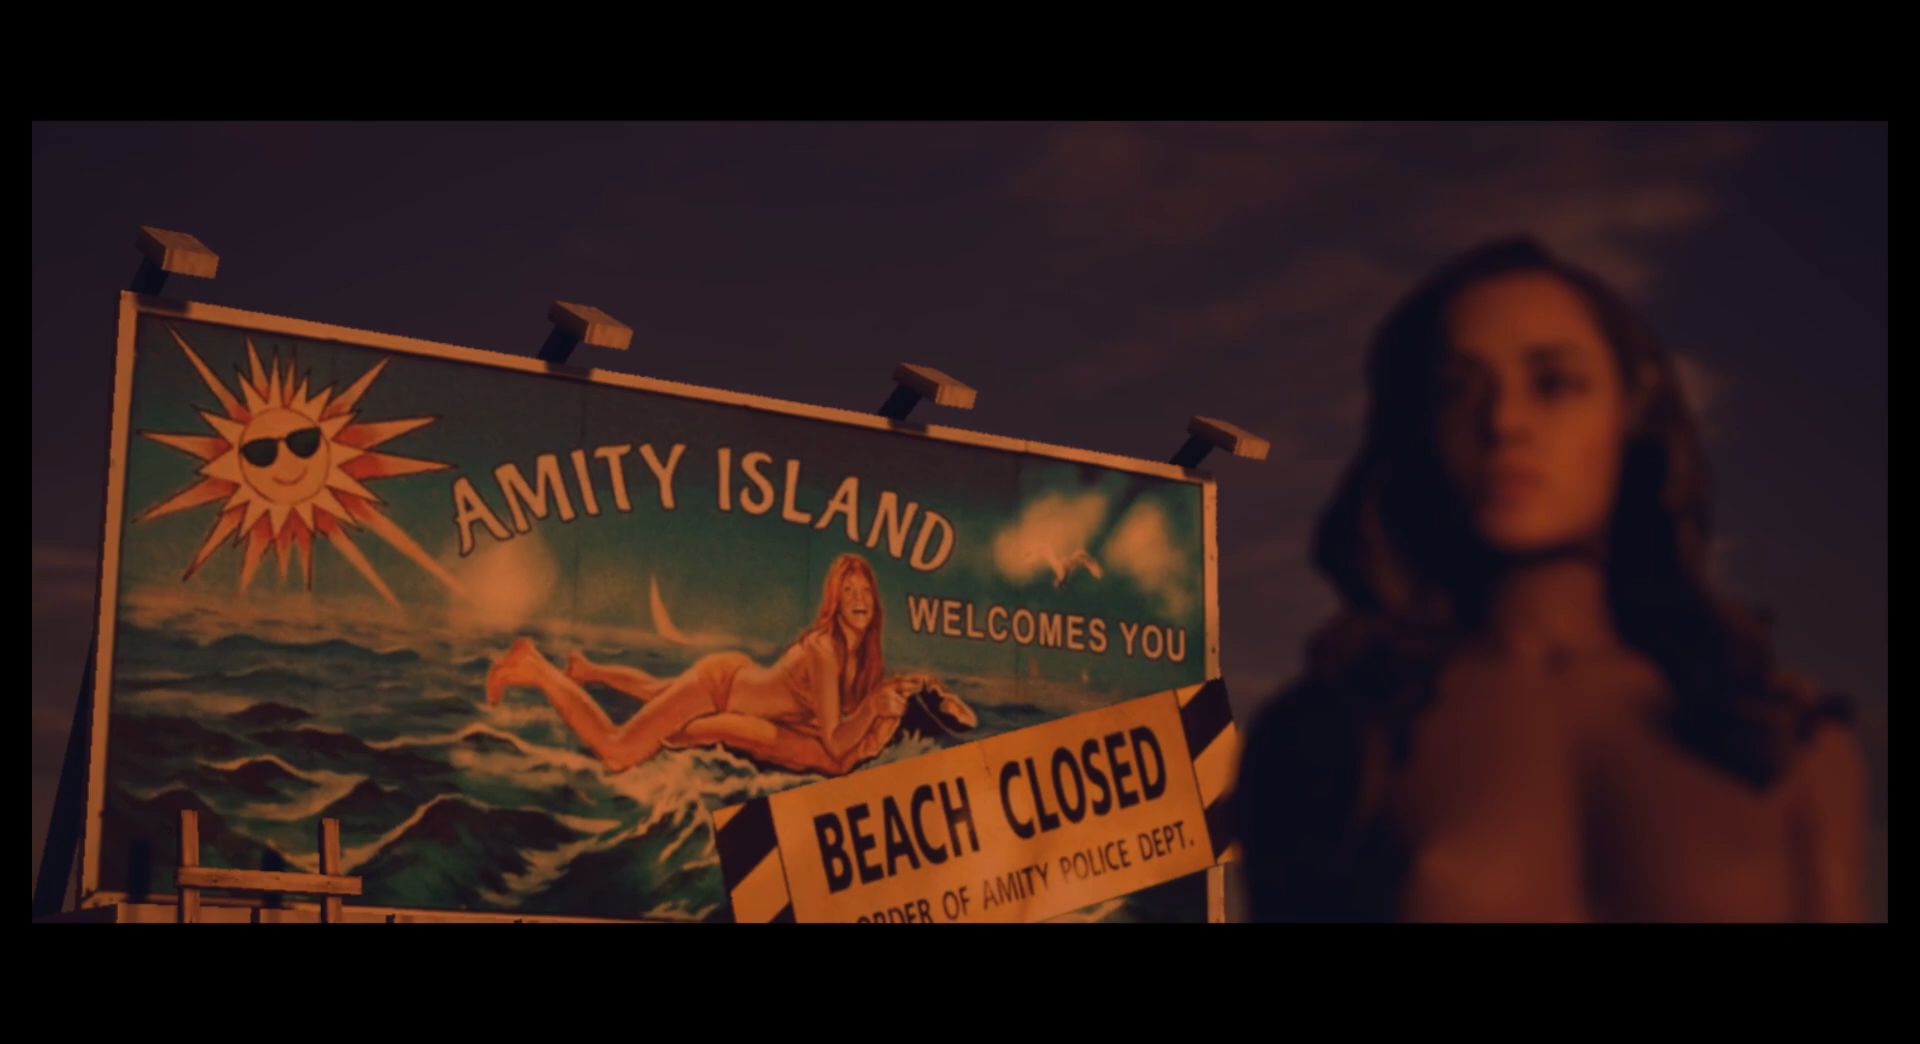 AMITY ISLAND
WELCOMES YOU
BEACH CLOSED
ORDER OF AMITY POLICE DEPT.